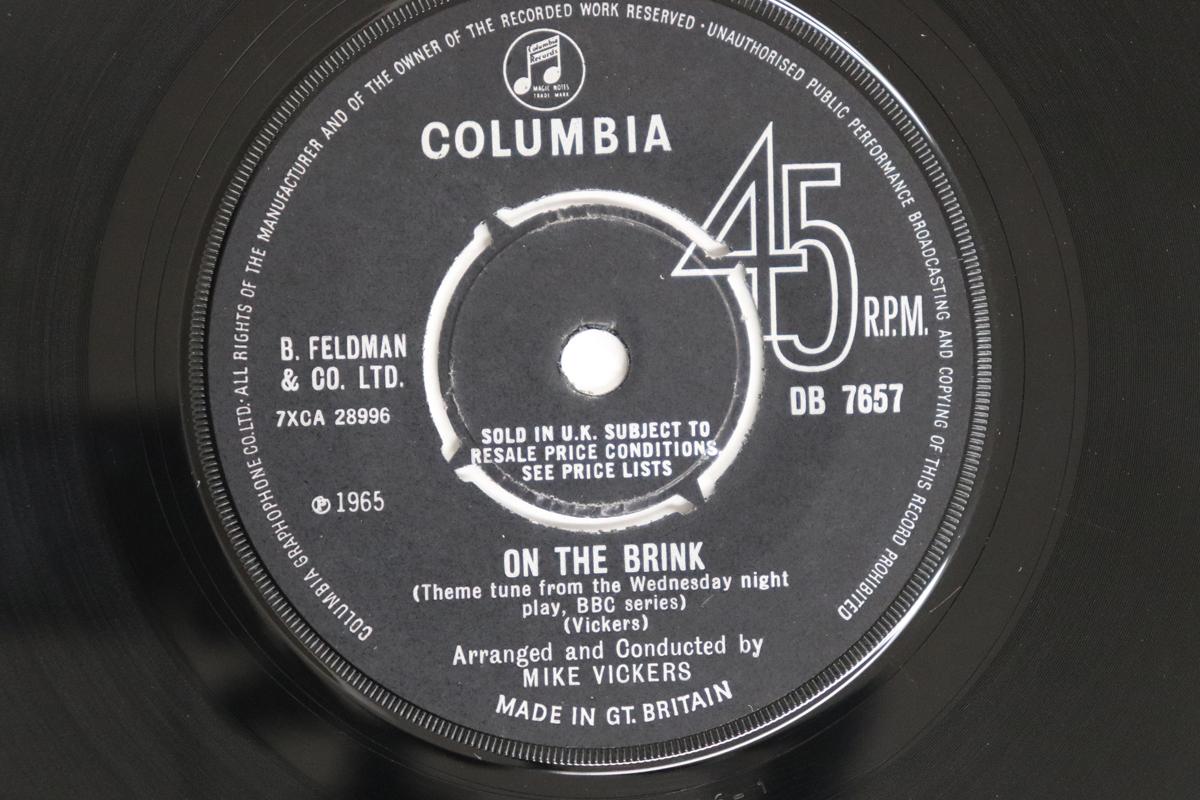 COLUMBIA GRAPHOPHONE CO. LTD. ALL RIGHTS OF THE MANUFACTURER AND OF THE OWNER OF THE RECORDED WORK RESERVED · UNAUTHORISED PUBLIC PERFORMANCE BROADCASTING AND COPYING OF THIS RECORD PROHIBITED
Columbia
Records
MAGIC NOTES
TRADE MARK
COLUMBIA
45 R.P.M.
B. FELDMAN
& CO. LTD.
7XCA 28996
DB 7657
SOLD IN U.K. SUBJECT TO
RESALE PRICE CONDITIONS,
SEE PRICE LISTS
℗ 1965
ON THE BRINK
(Theme tune from the Wednesday night
play, BBC series)
(Vickers)
Arranged and Conducted by
MIKE VICKERS
MADE IN GT. BRITAIN